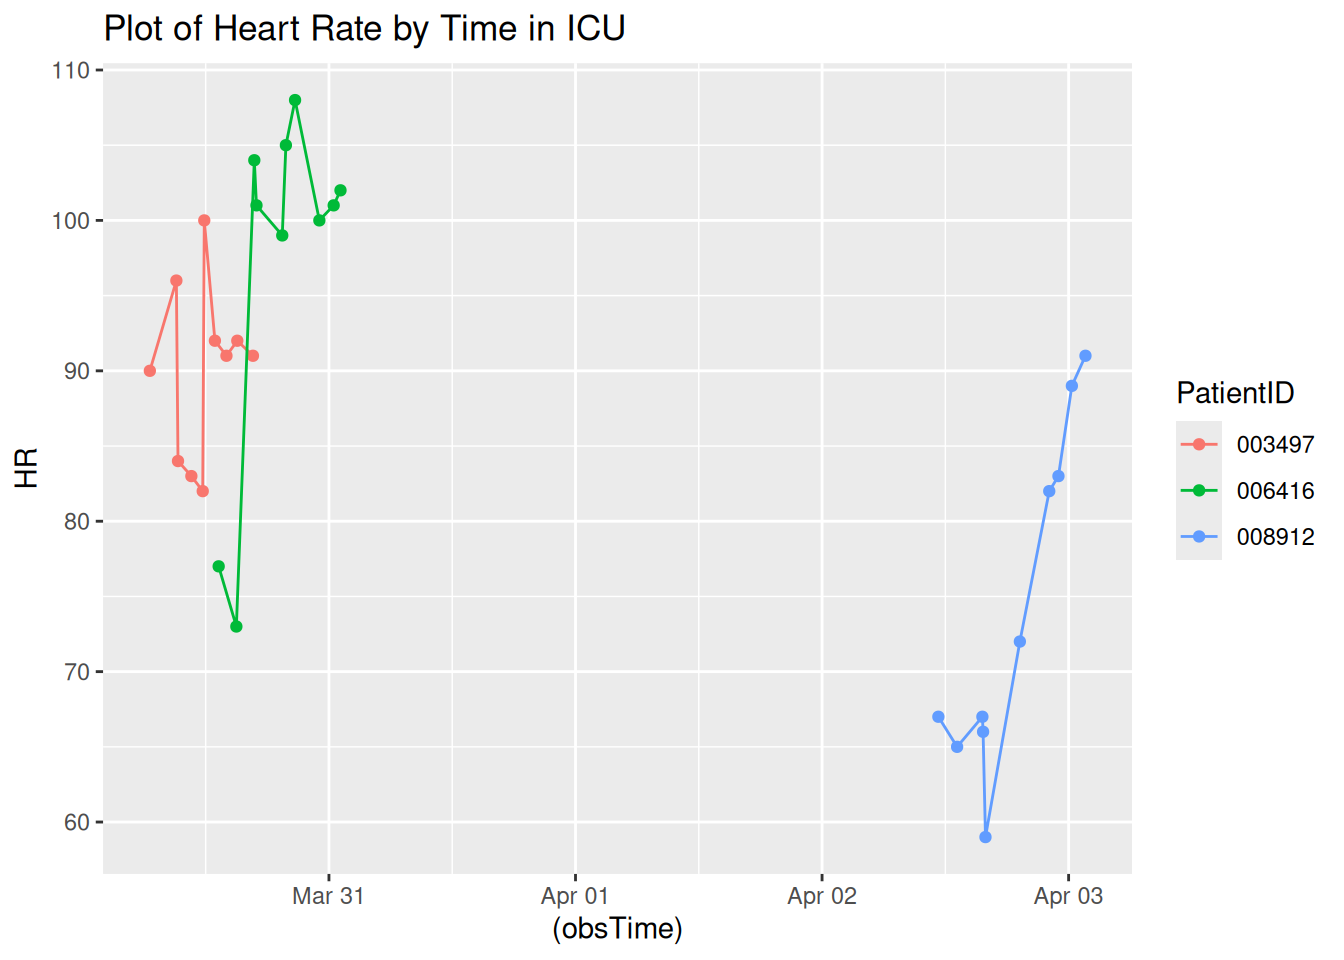 Plot of Heart Rate by Time in ICU
110
100
90
80
70
60
HR
Mar 31
Apr 01
Apr 02
Apr 03
(obsTime)
PatientID
003497
006416
008912